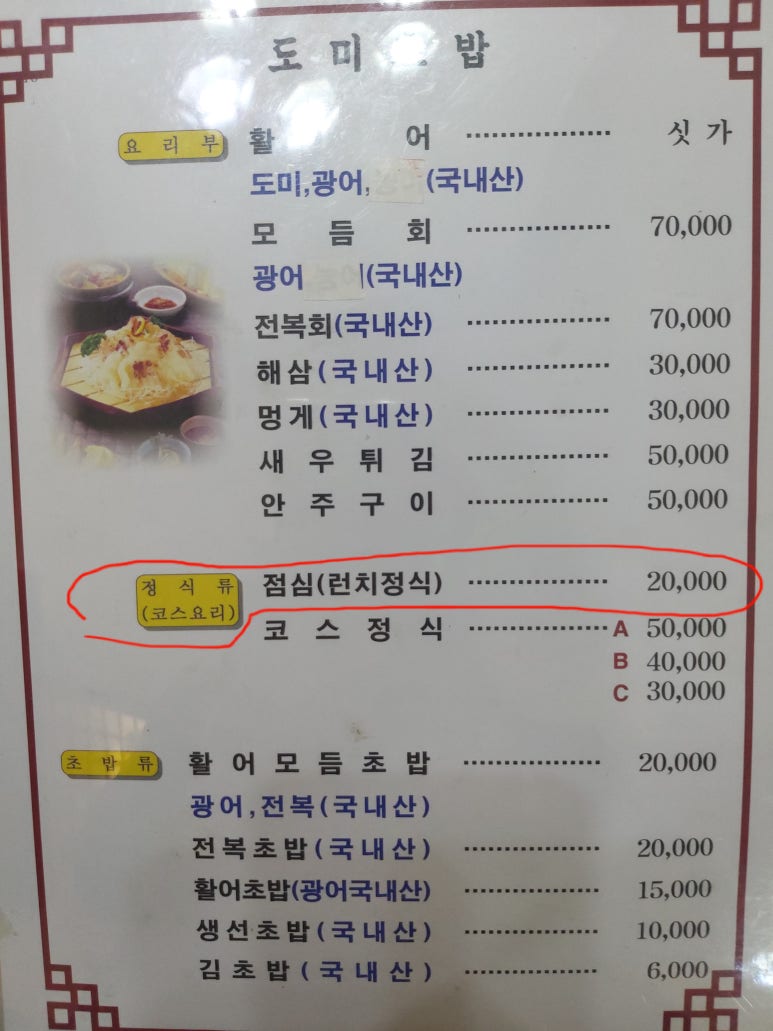 도 미 밥
요 리 부 활 어 ·················· 싯 가
도미,광어, (국내산)
모 듬 회 ·················· 70,000
광어 (국내산)
전복회(국내산) ·················· 70,000
해삼(국내산) ·················· 30,000
멍게(국내산) ·················· 30,000
새 우 튀 김 ·················· 50,000
안 주 구 이 ·················· 50,000
정 식 류 점심(런치정식) ·················· 20,000
(코스요리)
코 스 정 식 ·················· A 50,000
B 40,000
C 30,000
초 밥 류 활 어 모 듬 초 밥 ·················· 20,000
광어,전복(국내산)
전복초밥(국내산) ·················· 20,000
활어초밥(광어국내산) ·················· 15,000
생선초밥(국내산) ·················· 10,000
김초밥(국내산) ·················· 6,000